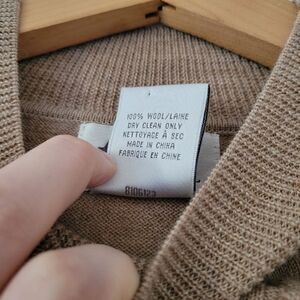 100% WOOL/LAINE
DRY CLEAN ONLY
NETTOYAGE À SEC
MADE IN CHINA
FABRIQUE EN CHINE